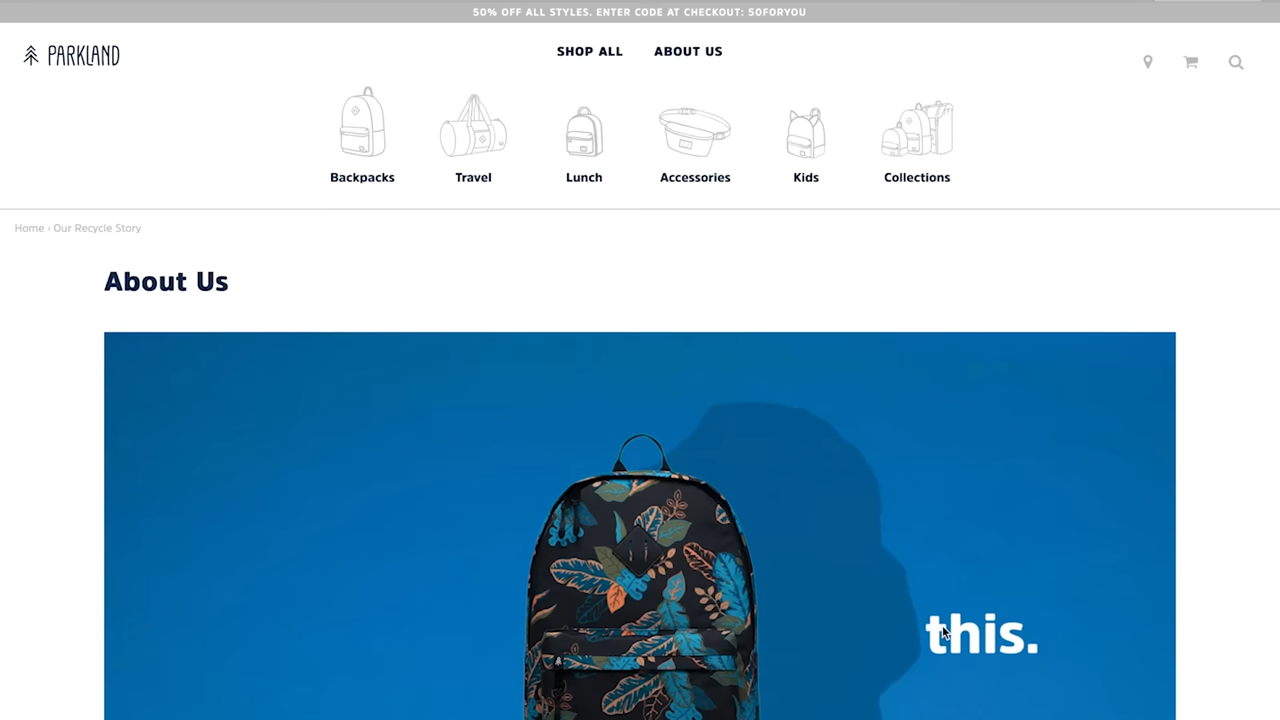 50% OFF ALL STYLES. ENTER CODE AT CHECKOUT: 50FORYOU
PARKLAND
SHOP ALL ABOUT US
Backpacks Travel Lunch Accessories Kids Collections
Home › Our Recycle Story
About Us
this.